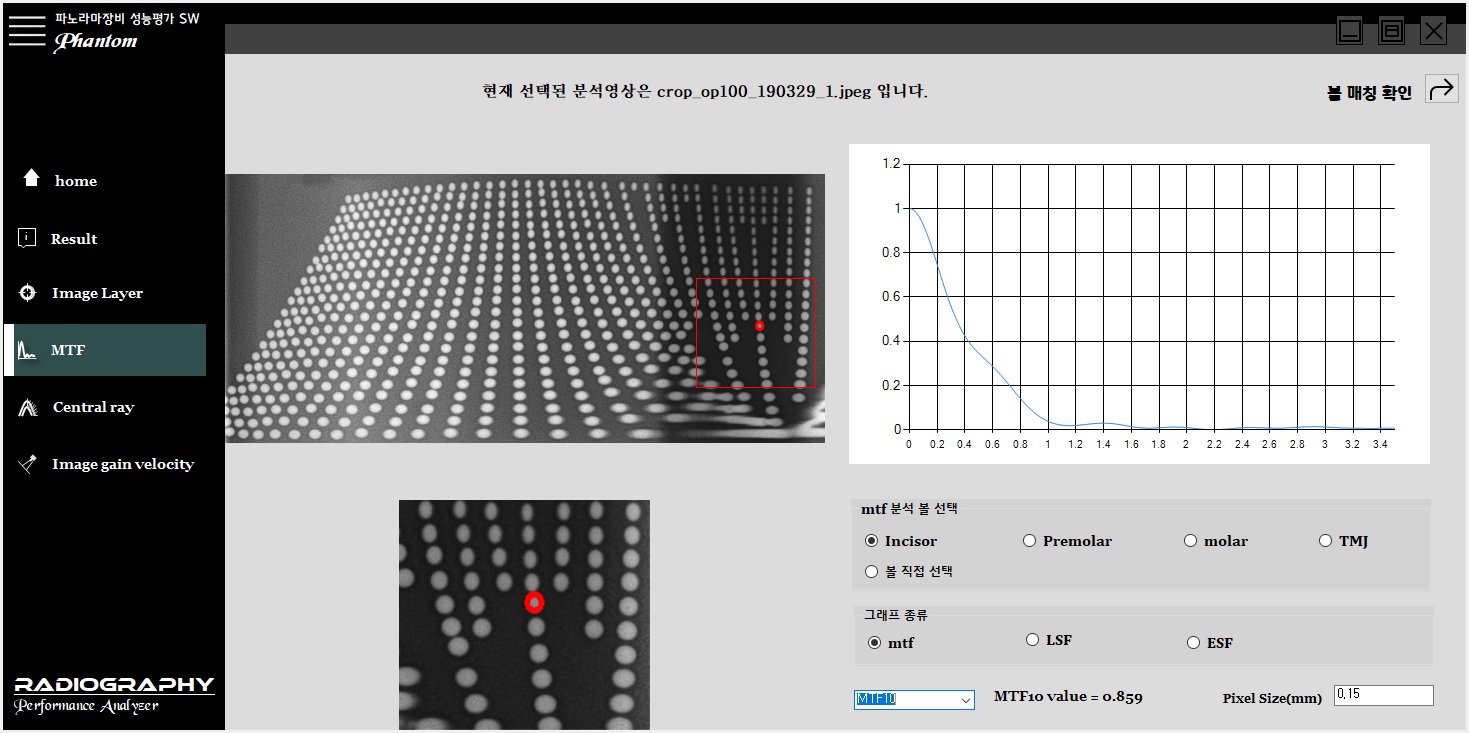 파노라마장비 성능평가 SW
Phantom
현재 선택된 분석영상은 crop_op100_190329_1.jpeg 입니다.
볼 매칭 확인
home
Result
Image Layer
MTF
Central ray
Image gain velocity
RADIOGRAPHY
Performance Analyzer
1.2
1
0.8
0.6
0.4
0.2
0
0 0.2 0.4 0.6 0.8 1 1.2 1.4 1.6 1.8 2 2.2 2.4 2.6 2.8 3 3.2 3.4
mtf 분석 볼 선택
Incisor Premolar molar TMJ
볼 직접 선택
그래프 종류
mtf LSF ESF
MTF10 MTF10 value = 0.859 Pixel Size(mm) 0.15